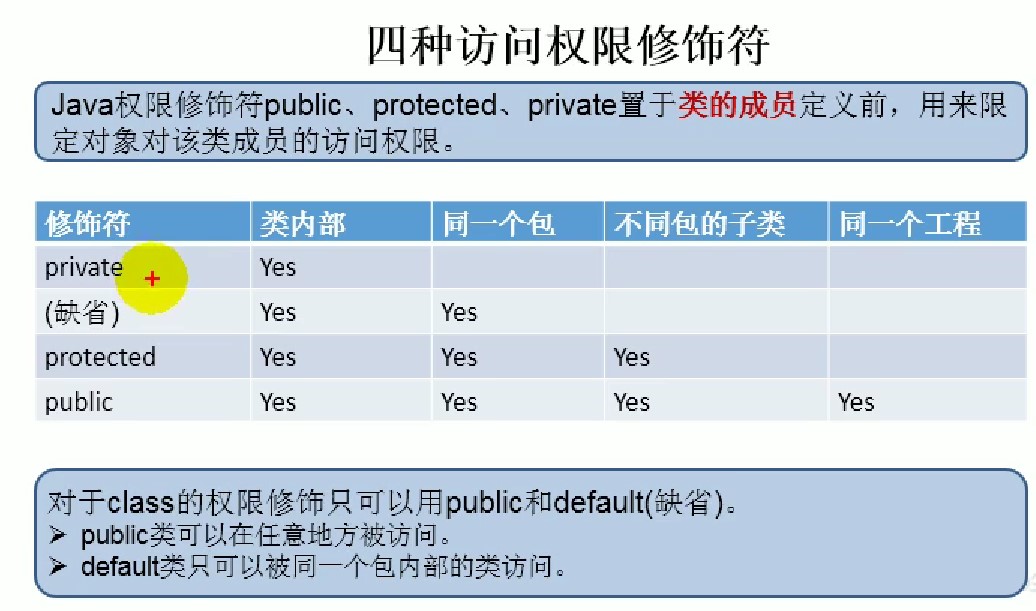 四种访问权限修饰符
Java权限修饰符public、protected、private置于类的成员定义前，用来限
定对象对该类成员的访问权限。
修饰符 类内部 同一个包 不同包的子类 同一个工程
private Yes
(缺省) Yes Yes
protected Yes Yes Yes
public Yes Yes Yes Yes
对于class的权限修饰只可以用public和default(缺省)。
➢ public类可以在任意地方被访问。
➢ default类只可以被同一个包内部的类访问。